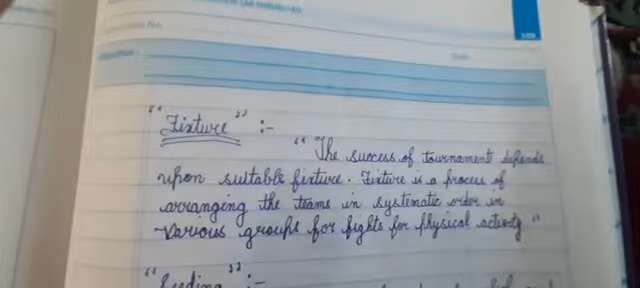 "Fixture" :-
"The success of tournament depends
upon suitable fixture. Fixture is a process of
arranging the teams in systematic order in
various groups for fights for physical activity"
"Seeding" :-